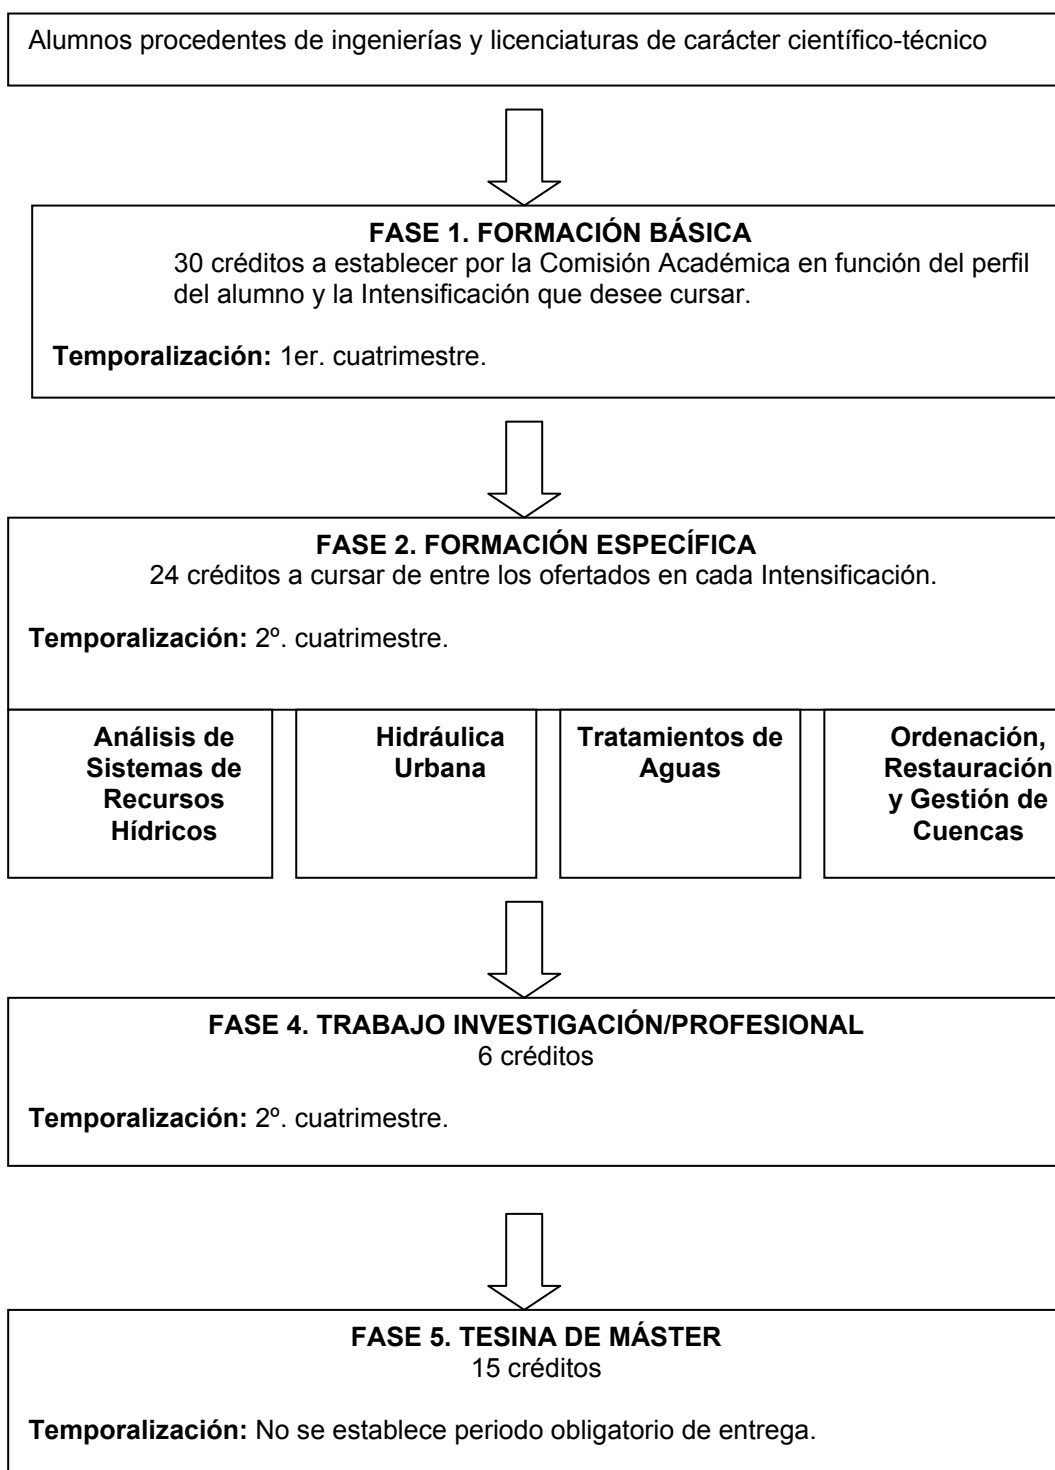 Alumnos procedentes de ingenierías y licenciaturas de carácter científico-técnico
FASE 1. FORMACIÓN BÁSICA
30 créditos a establecer por la Comisión Académica en función del perfil
del alumno y la Intensificación que desee cursar.
Temporalización: 1er. cuatrimestre.
FASE 2. FORMACIÓN ESPECÍFICA
24 créditos a cursar de entre los ofertados en cada Intensificación.
Temporalización: 2º. cuatrimestre.
Análisis de
Sistemas de
Recursos
Hídricos
Hidráulica
Urbana
Tratamientos de
Aguas
Ordenación,
Restauración
y Gestión de
Cuencas
FASE 4. TRABAJO INVESTIGACIÓN/PROFESIONAL
6 créditos
Temporalización: 2º. cuatrimestre.
FASE 5. TESINA DE MÁSTER
15 créditos
Temporalización: No se establece periodo obligatorio de entrega.